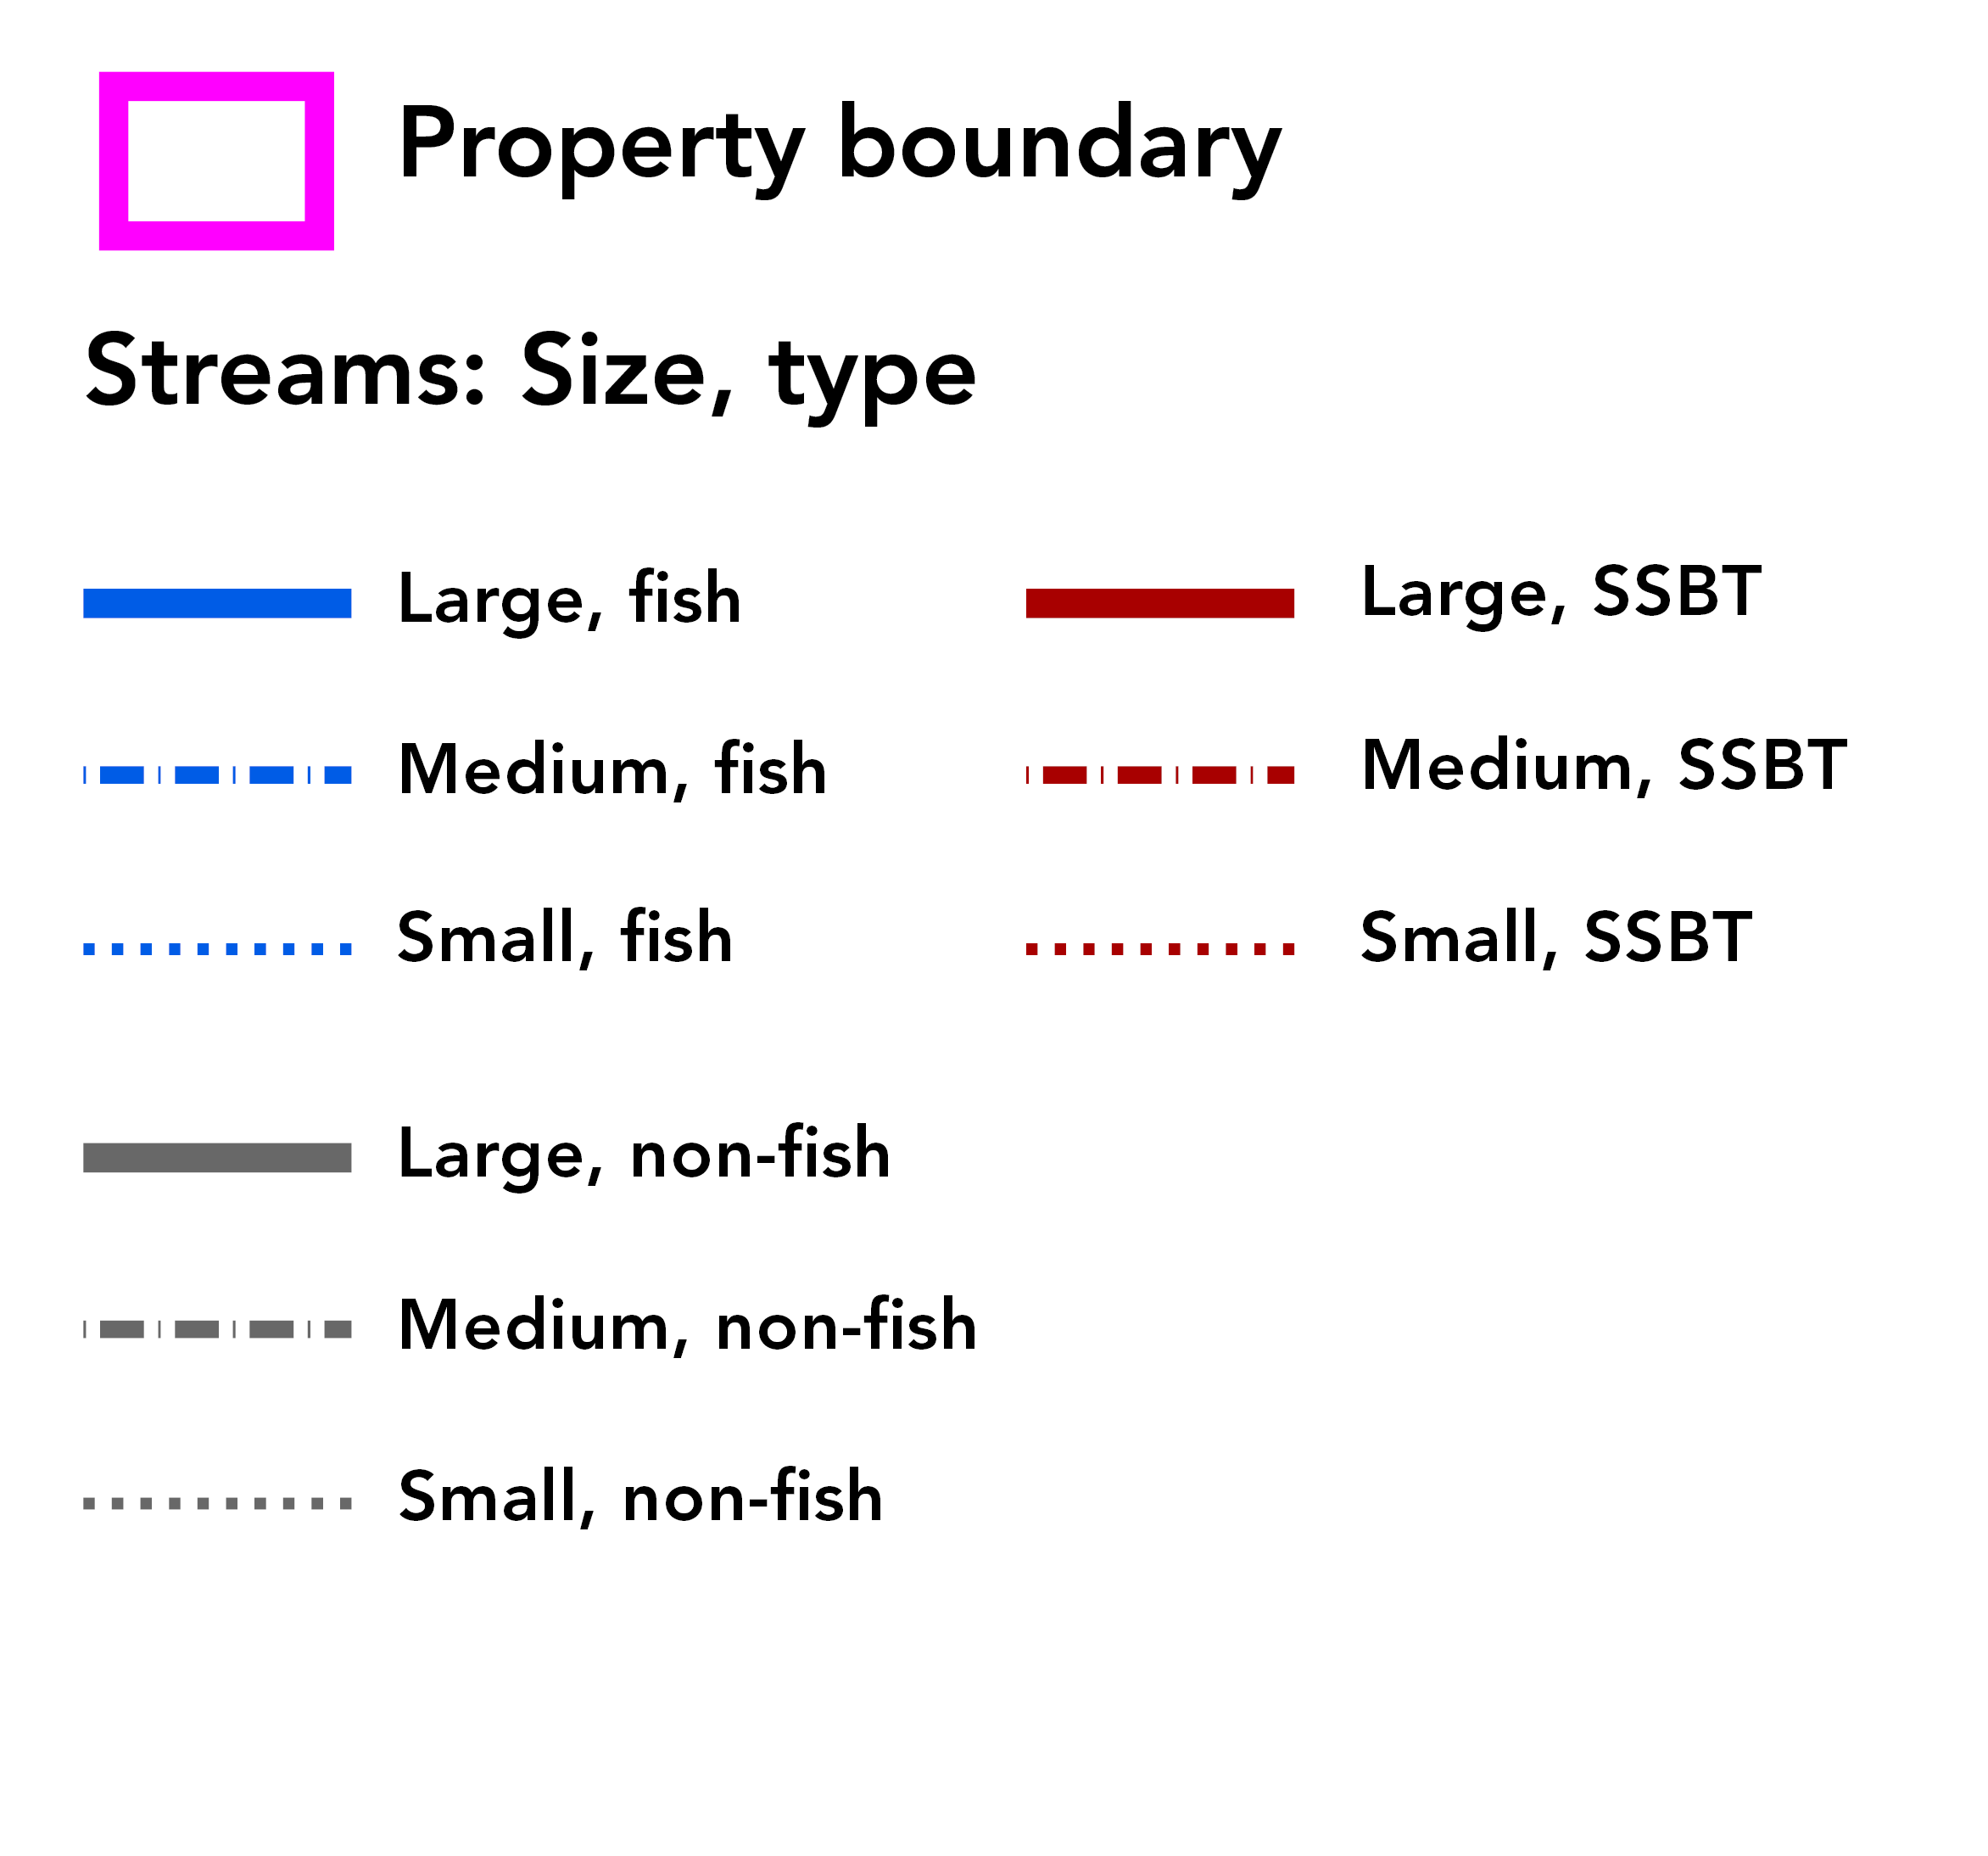 Property boundary
Streams: Size, type
Large, fish
Medium, fish
Small, fish
Large, SSBT
Medium, SSBT
Small, SSBT
Large, non-fish
Medium, non-fish
Small, non-fish